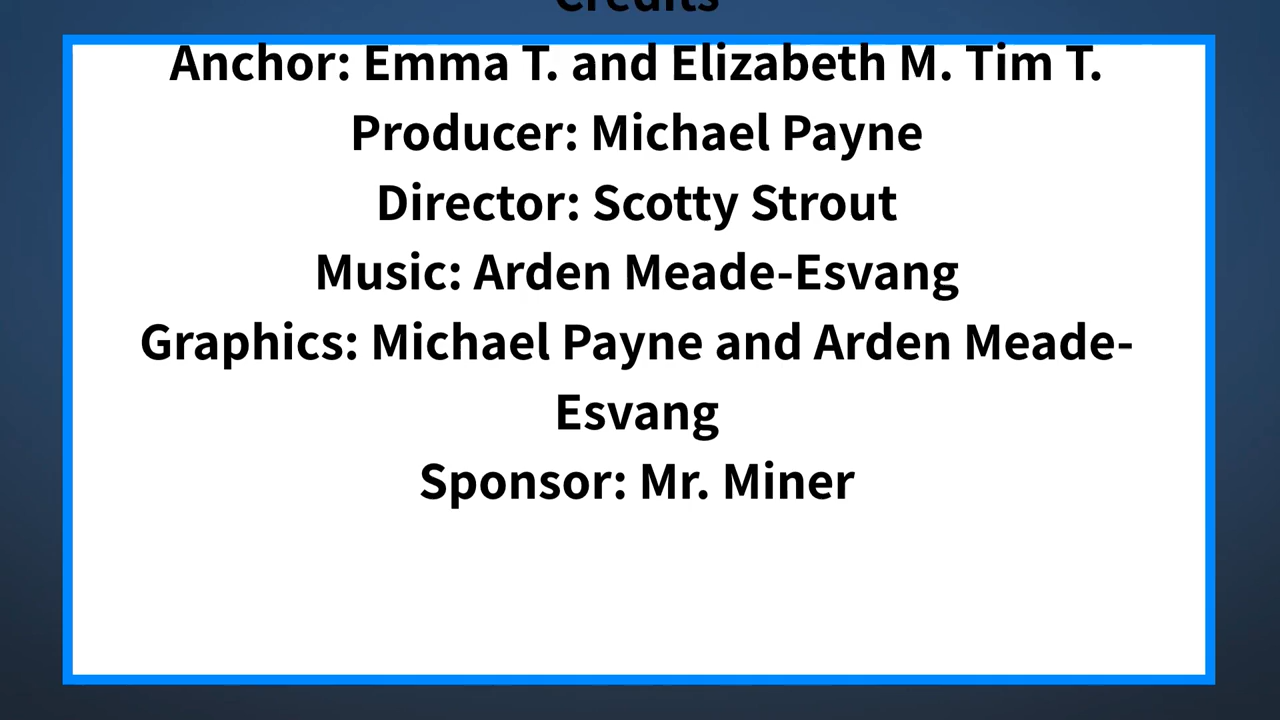 Credits
Anchor: Emma T. and Elizabeth M. Tim T.
Producer: Michael Payne
Director: Scotty Strout
Music: Arden Meade-Esvang
Graphics: Michael Payne and Arden Meade-
Esvang
Sponsor: Mr. Miner